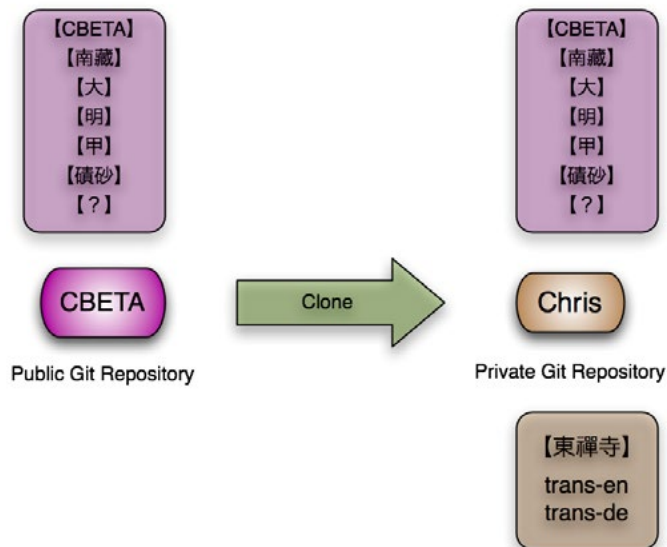 【CBETA】
【南藏】
【大】
【明】
【甲】
【磧砂】
【？】
CBETA
Public Git Repository
Clone
【CBETA】
【南藏】
【大】
【明】
【甲】
【磧砂】
【？】
Chris
Private Git Repository
【東禪寺】
trans-en
trans-de